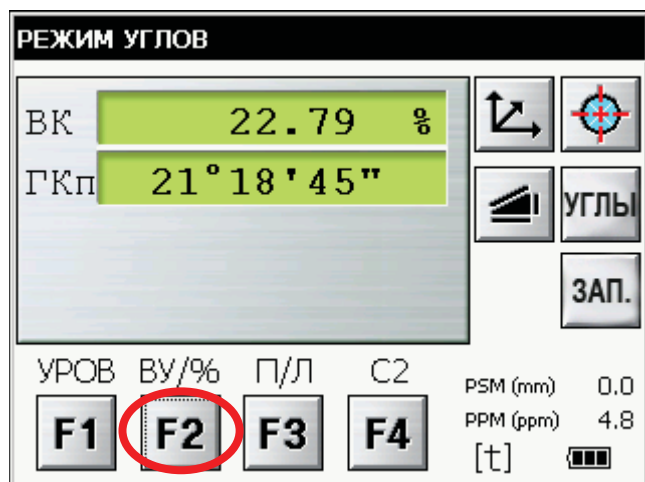 РЕЖИМ УГЛОВ
ВК 22.79 %
ГКп 21°18'45"
УГЛЫ
ЗАП.
УРОВ ВУ/% П/Л С2
F1 F2 F3 F4
PSM (mm) 0.0
PPM (ppm) 4.8
[t]